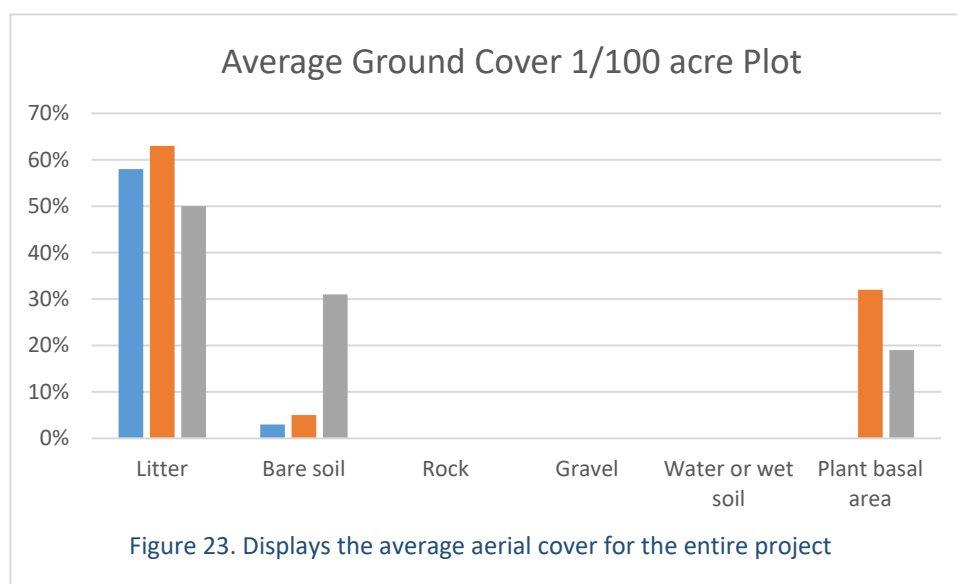 Average Ground Cover 1/100 acre Plot
70%
60%
50%
40%
30%
20%
10%
0%
Litter
Bare soil
Rock
Gravel
Water or wet
soil
Plant basal
area
Figure 23. Displays the average aerial cover for the entire project